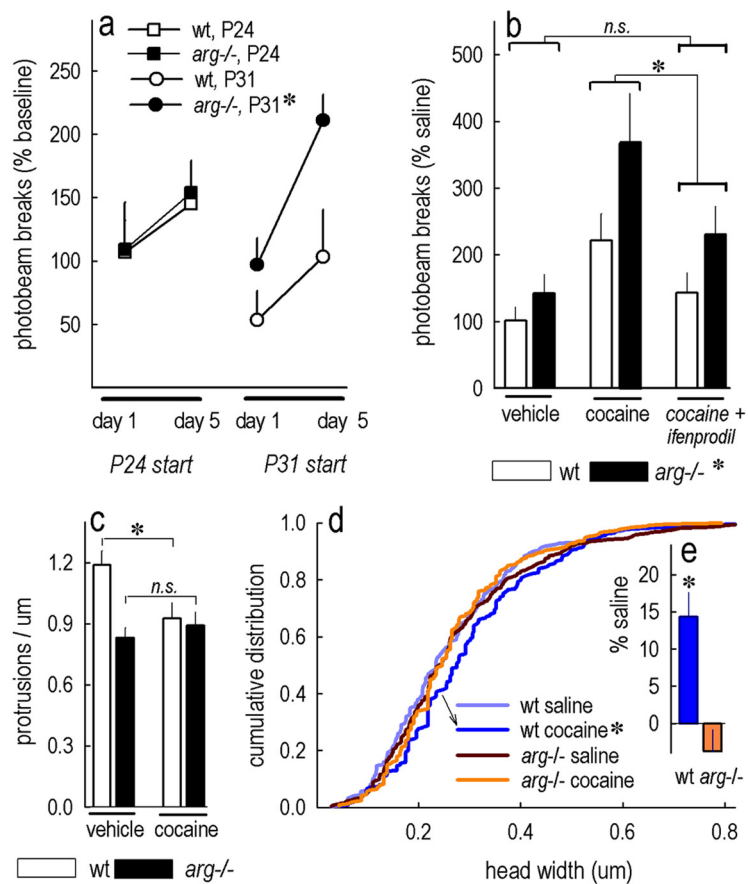 a
wt, P24
arg-/-, P24
wt, P31
arg-/-, P31*
photobeam breaks (% baseline)
250
200
150
100
50
day 1 day 5 day 1 day 5
P24 start P31 start
b
n.s.
*
photobeam breaks (% saline)
500
400
300
200
100
0
vehicle cocaine cocaine +
ifenprodil
wt arg-/- *
c
*
n.s.
protrusions / um
1.2
0.9
0.6
0.3
0.0
vehicle cocaine
wt arg-/-
d
cumulative distribution
1.0
0.8
0.6
0.4
0.2
0.0
wt saline
wt cocaine*
arg-/- saline
arg-/- cocaine
0.2 0.4 0.6 0.8
head width (um)
e
*
% saline
20
15
10
5
0
wt arg-/-